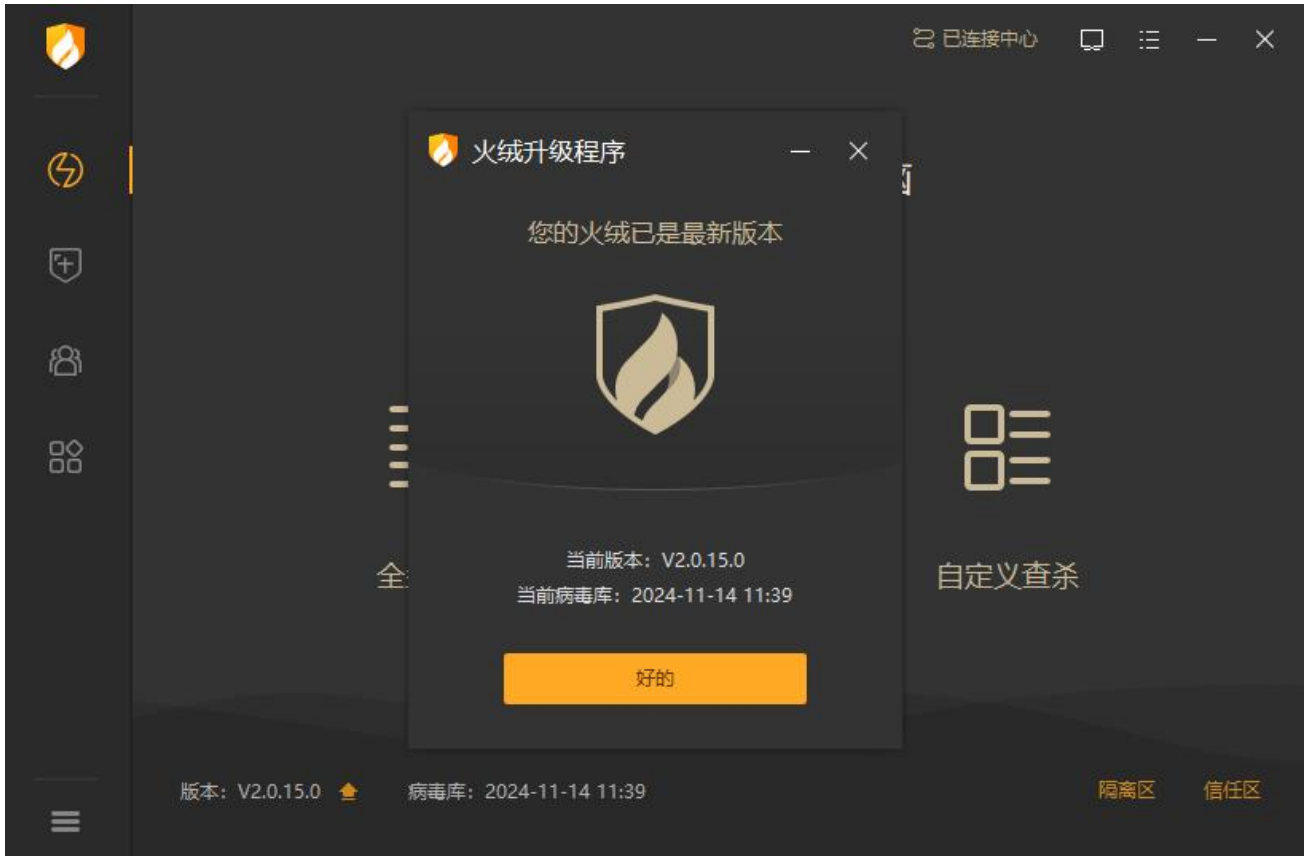 已连接中心
火绒升级程序
您的火绒已是最新版本
当前版本：V2.0.15.0
当前病毒库：2024-11-14 11:39
全
自定义查杀
好的
版本：V2.0.15.0
病毒库：2024-11-14 11:39
隔离区
信任区